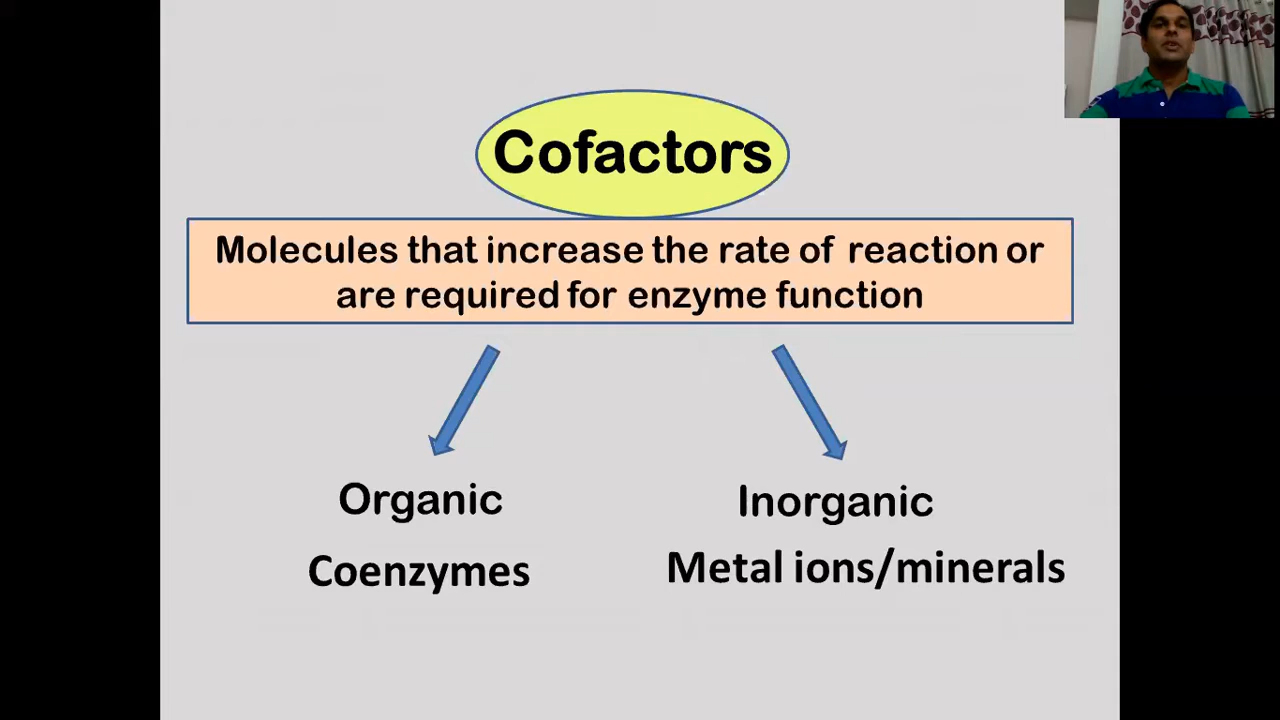 Cofactors
Molecules that increase the rate of reaction or
are required for enzyme function
Organic
Inorganic
Coenzymes
Metal ions/minerals